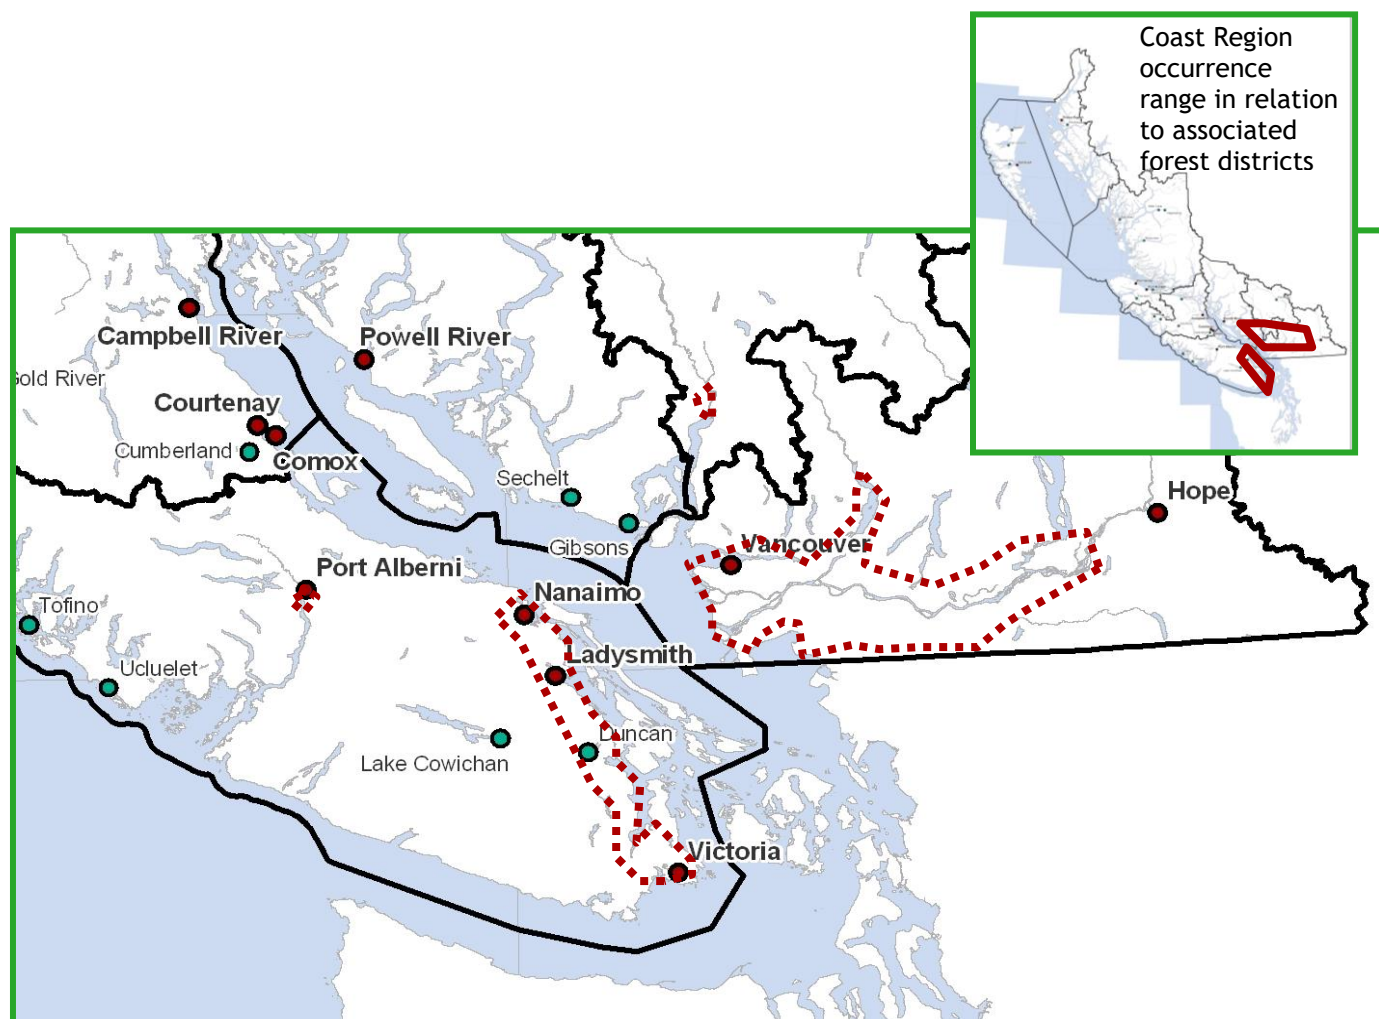 Coast Region
occurrence
range in relation
to associated
forest districts
Campbell River
Powell River
Gold River
Courtenay
Cumberland
Comox
Sechelt
Hope
Gibsons
Vancouver
Port Alberni
Nanaimo
Tofino
Ladysmith
Ucluelet
Duncan
Lake Cowichan
Victoria